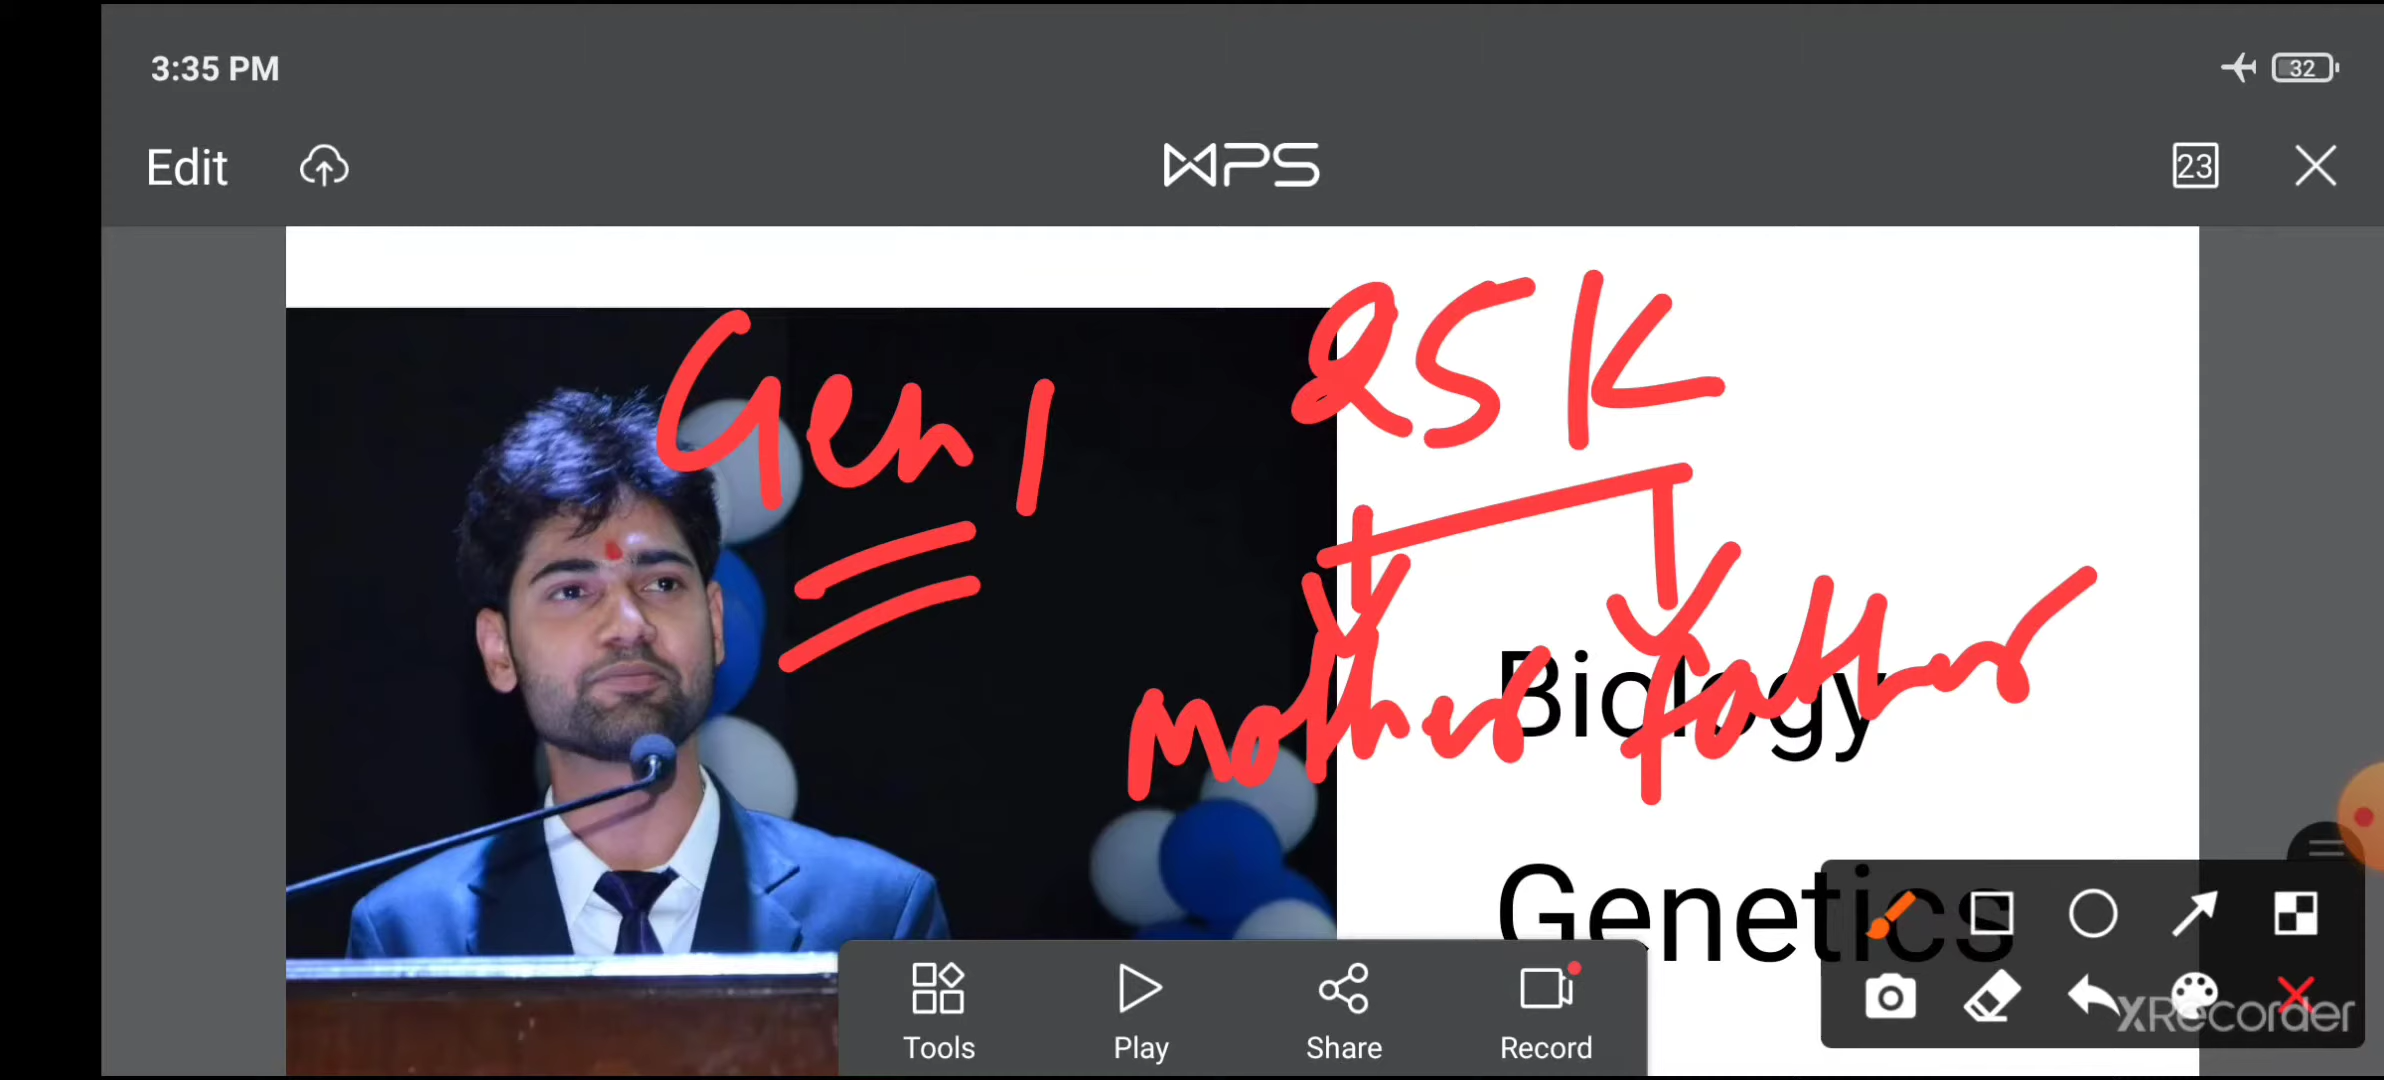 3:35 PM
32
Edit
WPS
23
25K
Gen 1
Mother father
Biology
Genetics
Tools Play Share Record
XRecorder